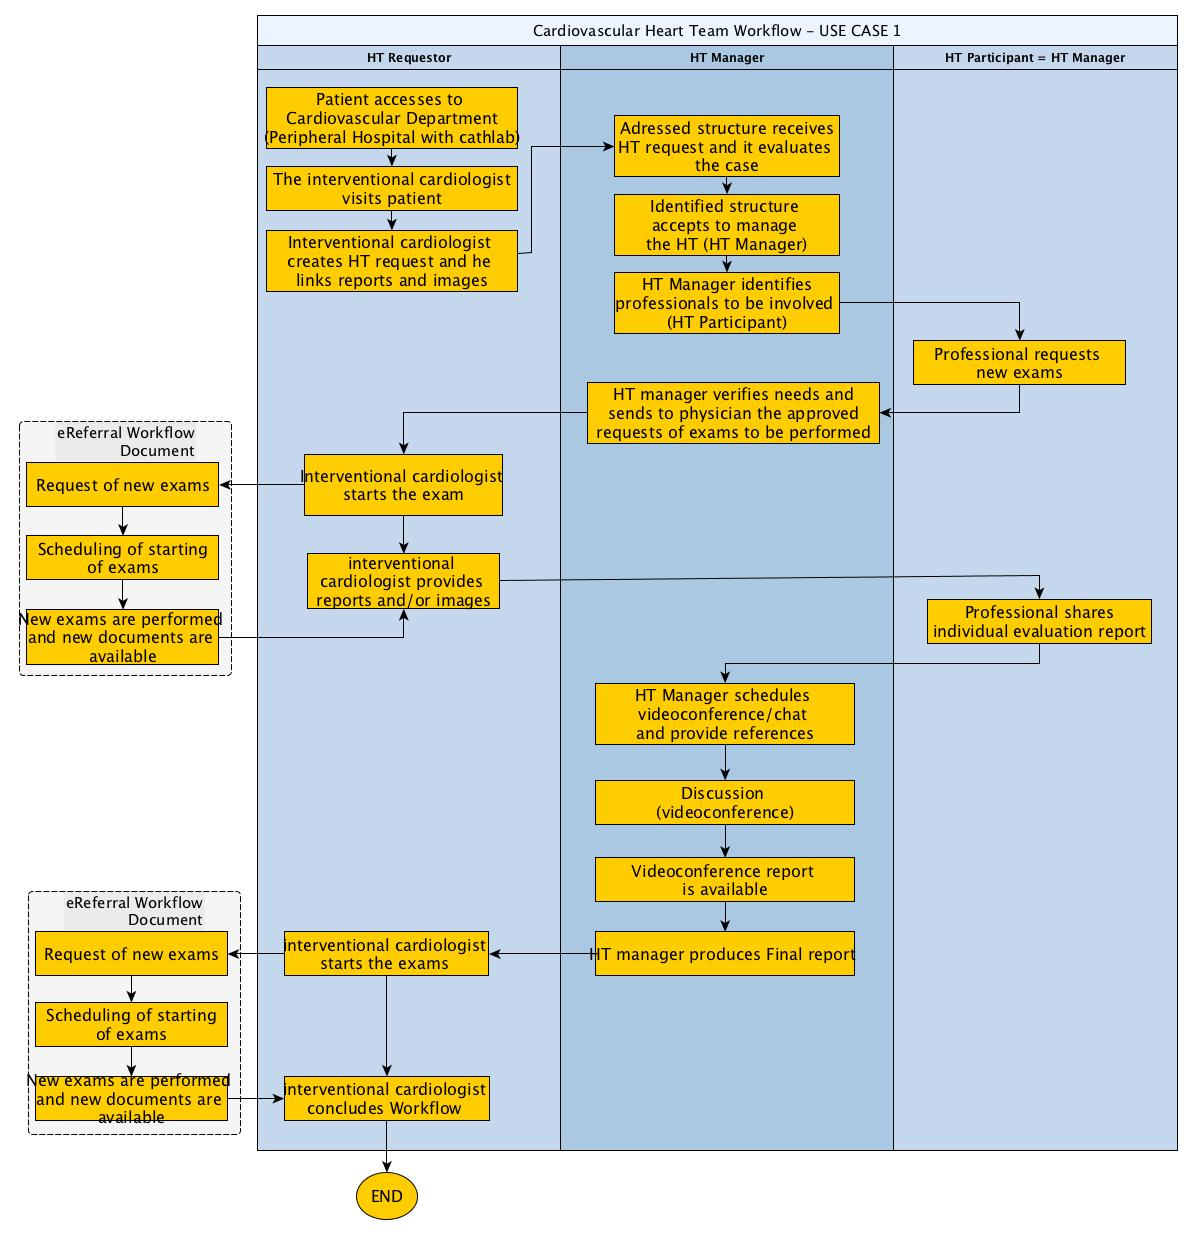 Cardiovascular Heart Team Workflow – USE CASE 1
HT Requestor
HT Manager
HT Participant = HT Manager
Patient accesses to
Cardiovascular Department
(Peripheral Hospital with cathlab)
The interventional cardiologist
visits patient
Interventional cardiologist
creates HT request and he
links reports and images
Adressed structure receives
HT request and it evaluates
the case
Identified structure
accepts to manage
the HT (HT Manager)
HT Manager identifies
professionals to be involved
(HT Participant)
Professional requests
new exams
HT manager verifies needs and
sends to physician the approved
requests of exams to be performed
Interventional cardiologist
starts the exam
eReferral Workflow
Document
Request of new exams
Scheduling of starting
of exams
New exams are performed
and new documents are
available
interventional
cardiologist provides
reports and/or images
Professional shares
individual evaluation report
HT Manager schedules
videoconference/chat
and provide references
Discussion
(videoconference)
Videoconference report
is available
HT manager produces Final report
interventional cardiologist
starts the exams
eReferral Workflow
Document
Request of new exams
Scheduling of starting
of exams
New exams are performed
and new documents are
available
interventional cardiologist
concludes Workflow
END